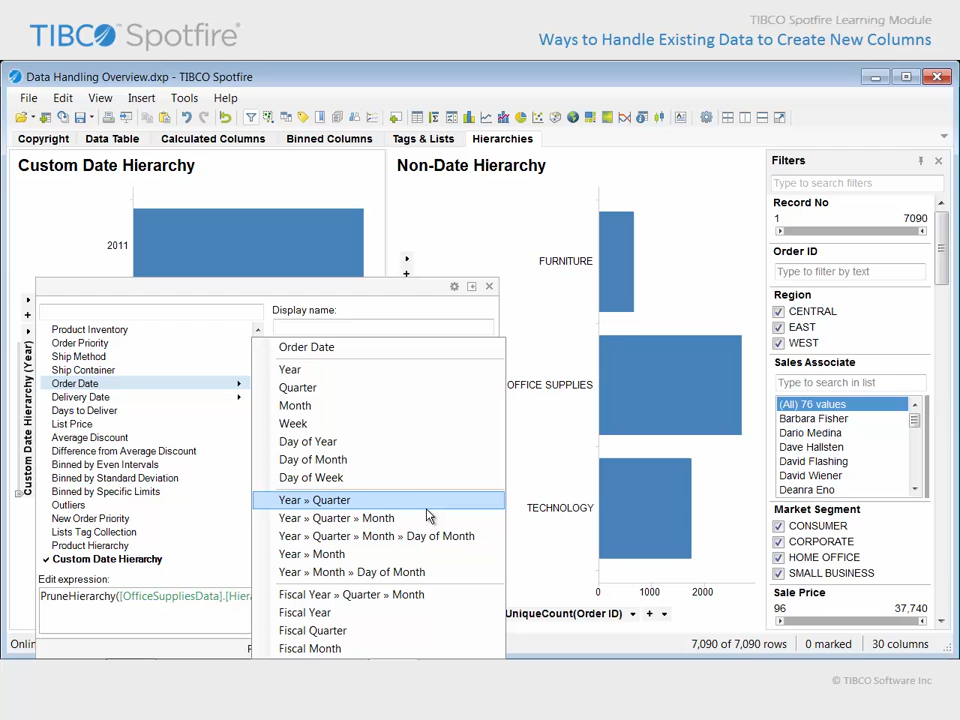 TIBCO Spotfire®
TIBCO Spotfire Learning Module
Ways to Handle Existing Data to Create New Columns
Data Handling Overview.dxp - TIBCO Spotfire
File Edit View Insert Tools Help
Copyright Data Table Calculated Columns Binned Columns Tags & Lists Hierarchies
Custom Date Hierarchy
2011
Custom Date Hierarchy (Year)
Non-Date Hierarchy
FURNITURE
OFFICE SUPPLIES
TECHNOLOGY
0 1000 2000
UniqueCount(Order ID)
Display name:
Product Inventory
Order Priority
Ship Method
Ship Container
Order Date
Delivery Date
Days to Deliver
List Price
Average Discount
Difference from Average Discount
Binned by Even Intervals
Binned by Standard Deviation
Binned by Specific Limits
Outliers
New Order Priority
Lists Tag Collection
Product Hierarchy
Custom Date Hierarchy
Edit expression:
PruneHierarchy([OfficeSuppliesData].[Hiera
Order Date
Year
Quarter
Month
Week
Day of Year
Day of Month
Day of Week
Year » Quarter
Year » Quarter » Month
Year » Quarter » Month » Day of Month
Year » Month
Year » Month » Day of Month
Fiscal Year » Quarter » Month
Fiscal Year
Fiscal Quarter
Fiscal Month
Filters
Type to search filters
Record No
1 7090
Order ID
Type to filter by text
Region
CENTRAL
EAST
WEST
Sales Associate
Type to search in list
(All) 76 values
Barbara Fisher
Dario Medina
Dave Hallsten
David Flashing
David Wiener
Deanra Eno
Market Segment
CONSUMER
CORPORATE
HOME OFFICE
SMALL BUSINESS
Sale Price
96 37,740
Onlin
7,090 of 7,090 rows 0 marked 30 columns
© TIBCO Software Inc